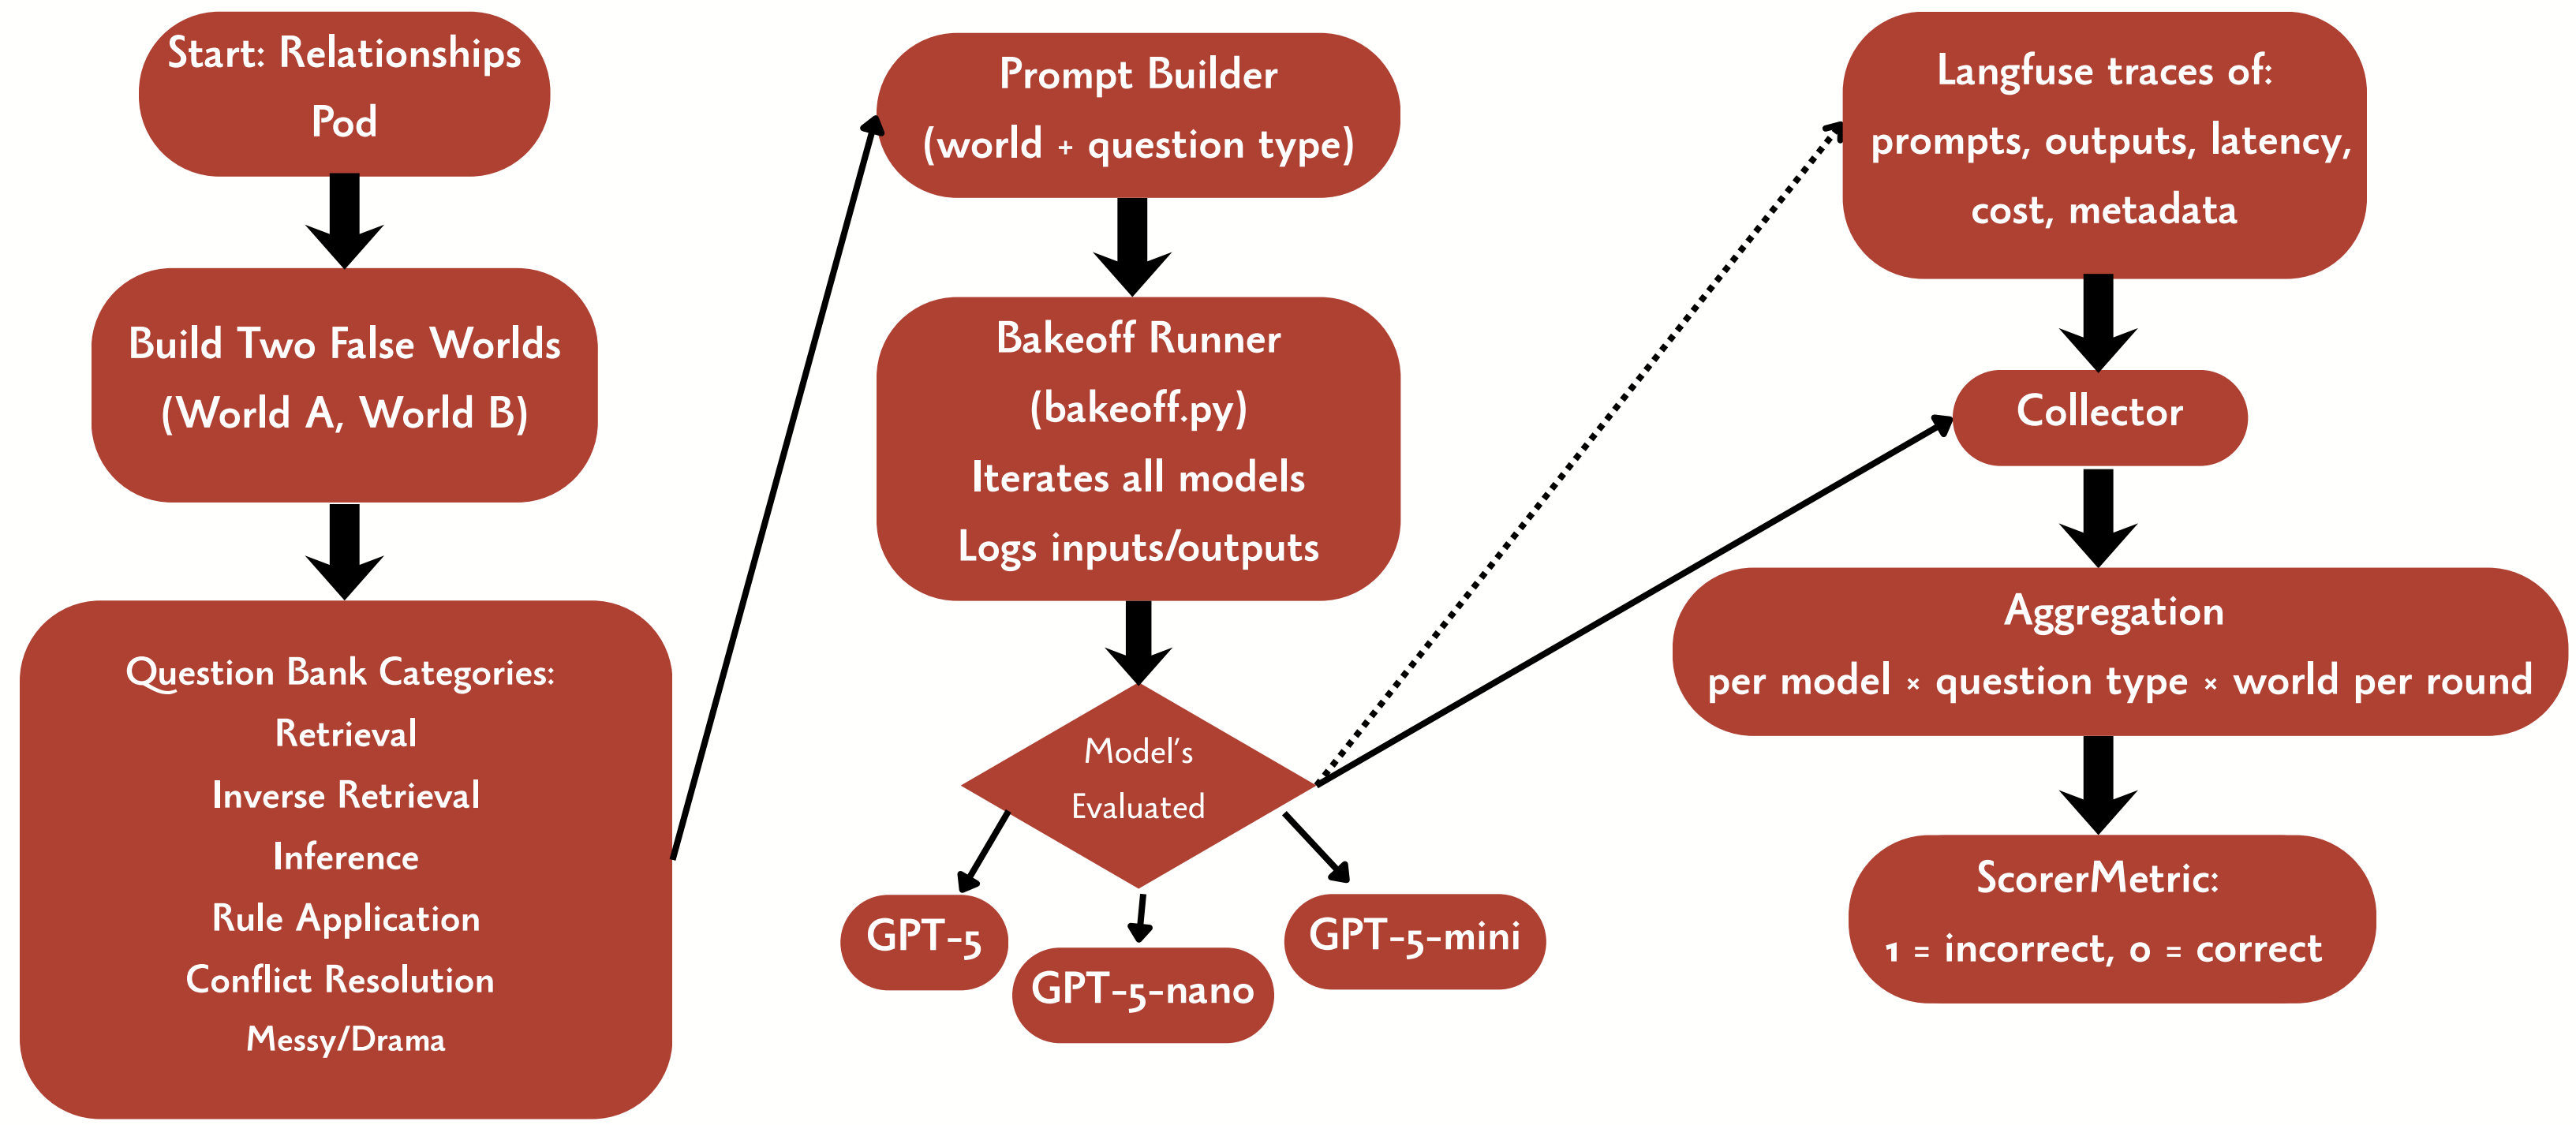 Start: Relationships
Pod
Build Two False Worlds
(World A, World B)
Question Bank Categories:
Retrieval
Inverse Retrieval
Inference
Rule Application
Conflict Resolution
Messy/Drama
Prompt Builder
(world + question type)
Bakeoff Runner
(bakeoff.py)
Iterates all models
Logs inputs/outputs
Model's
Evaluated
GPT-5
GPT-5-nano
GPT-5-mini
Langfuse traces of:
prompts, outputs, latency,
cost, metadata
Collector
Aggregation
per model × question type × world per round
ScorerMetric:
1 = incorrect, 0 = correct